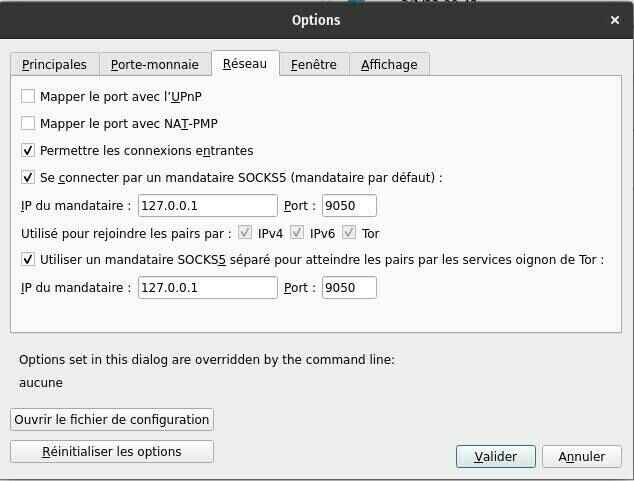 Options
Principales Porte-monnaie Réseau Fenêtre Affichage
Mapper le port avec l'UPnP
Mapper le port avec NAT-PMP
Permettre les connexions entrantes
Se connecter par un mandataire SOCKS5 (mandataire par défaut) :
IP du mandataire : 127.0.0.1 Port : 9050
Utilisé pour rejoindre les pairs par : IPv4 IPv6 Tor
Utiliser un mandataire SOCKS5 séparé pour atteindre les pairs par les services oignon de Tor :
IP du mandataire : 127.0.0.1 Port : 9050
Options set in this dialog are overridden by the command line:
aucune
Ouvrir le fichier de configuration
Réinitialiser les options
Valider Annuler